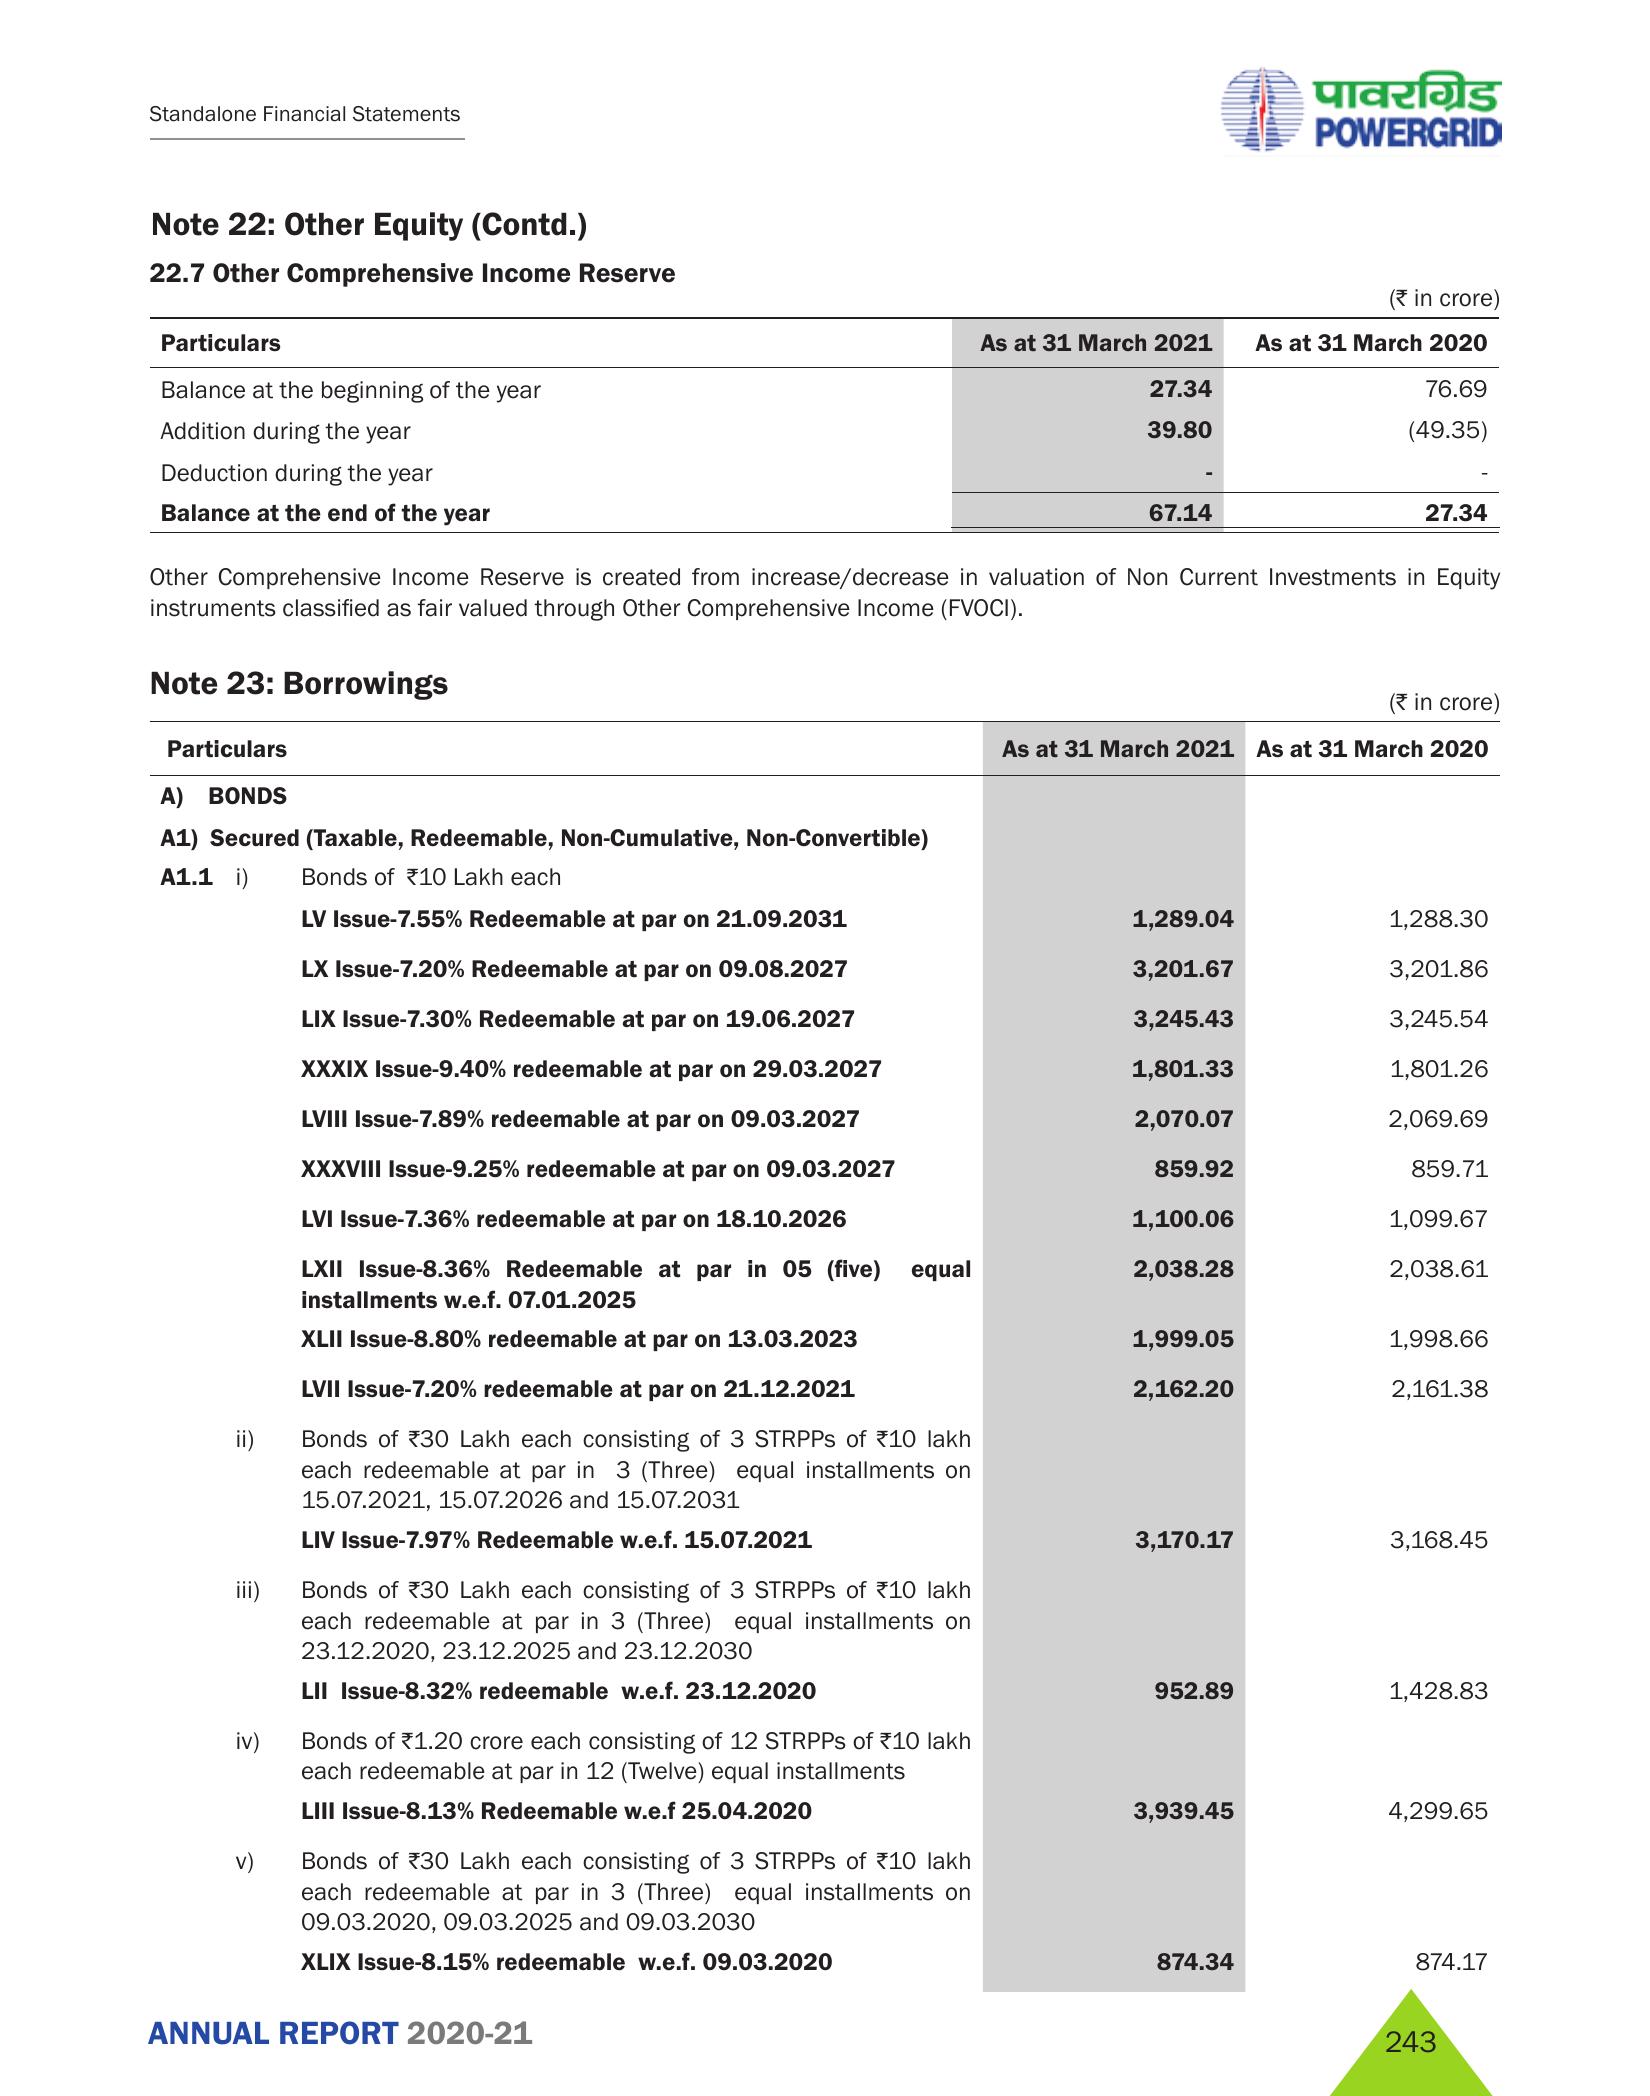 Standalone Financial Statements
पावरग्रिड
POWERGRID
Note 22: Other Equity (Contd.)
22.7 Other Comprehensive Income Reserve
(₹ in crore)
Particulars As at 31 March 2021 As at 31 March 2020
Balance at the beginning of the year 27.34 76.69
Addition during the year 39.80 (49.35)
Deduction during the year - -
Balance at the end of the year 67.14 27.34
Other Comprehensive Income Reserve is created from increase/decrease in valuation of Non Current Investments in Equity
instruments classified as fair valued through Other Comprehensive Income (FVOCI).
Note 23: Borrowings
(₹ in crore)
Particulars As at 31 March 2021 As at 31 March 2020
A) BONDS
A1) Secured (Taxable, Redeemable, Non-Cumulative, Non-Convertible)
A1.1 i) Bonds of ₹10 Lakh each
LV Issue-7.55% Redeemable at par on 21.09.2031 1,289.04 1,288.30
LX Issue-7.20% Redeemable at par on 09.08.2027 3,201.67 3,201.86
LIX Issue-7.30% Redeemable at par on 19.06.2027 3,245.43 3,245.54
XXXIX Issue-9.40% redeemable at par on 29.03.2027 1,801.33 1,801.26
LVIII Issue-7.89% redeemable at par on 09.03.2027 2,070.07 2,069.69
XXXVIII Issue-9.25% redeemable at par on 09.03.2027 859.92 859.71
LVI Issue-7.36% redeemable at par on 18.10.2026 1,100.06 1,099.67
LXII Issue-8.36% Redeemable at par in 05 (five) equal 2,038.28 2,038.61
installments w.e.f. 07.01.2025
XLII Issue-8.80% redeemable at par on 13.03.2023 1,999.05 1,998.66
LVII Issue-7.20% redeemable at par on 21.12.2021 2,162.20 2,161.38
ii) Bonds of ₹30 Lakh each consisting of 3 STRPPs of ₹10 lakh
each redeemable at par in 3 (Three) equal installments on
15.07.2021, 15.07.2026 and 15.07.2031
LIV Issue-7.97% Redeemable w.e.f. 15.07.2021 3,170.17 3,168.45
iii) Bonds of ₹30 Lakh each consisting of 3 STRPPs of ₹10 lakh
each redeemable at par in 3 (Three) equal installments on
23.12.2020, 23.12.2025 and 23.12.2030
LII Issue-8.32% redeemable w.e.f. 23.12.2020 952.89 1,428.83
iv) Bonds of ₹1.20 crore each consisting of 12 STRPPs of ₹10 lakh
each redeemable at par in 12 (Twelve) equal installments
LIII Issue-8.13% Redeemable w.e.f 25.04.2020 3,939.45 4,299.65
v) Bonds of ₹30 Lakh each consisting of 3 STRPPs of ₹10 lakh
each redeemable at par in 3 (Three) equal installments on
09.03.2020, 09.03.2025 and 09.03.2030
XLIX Issue-8.15% redeemable w.e.f. 09.03.2020 874.34 874.17
ANNUAL REPORT 2020-21
243